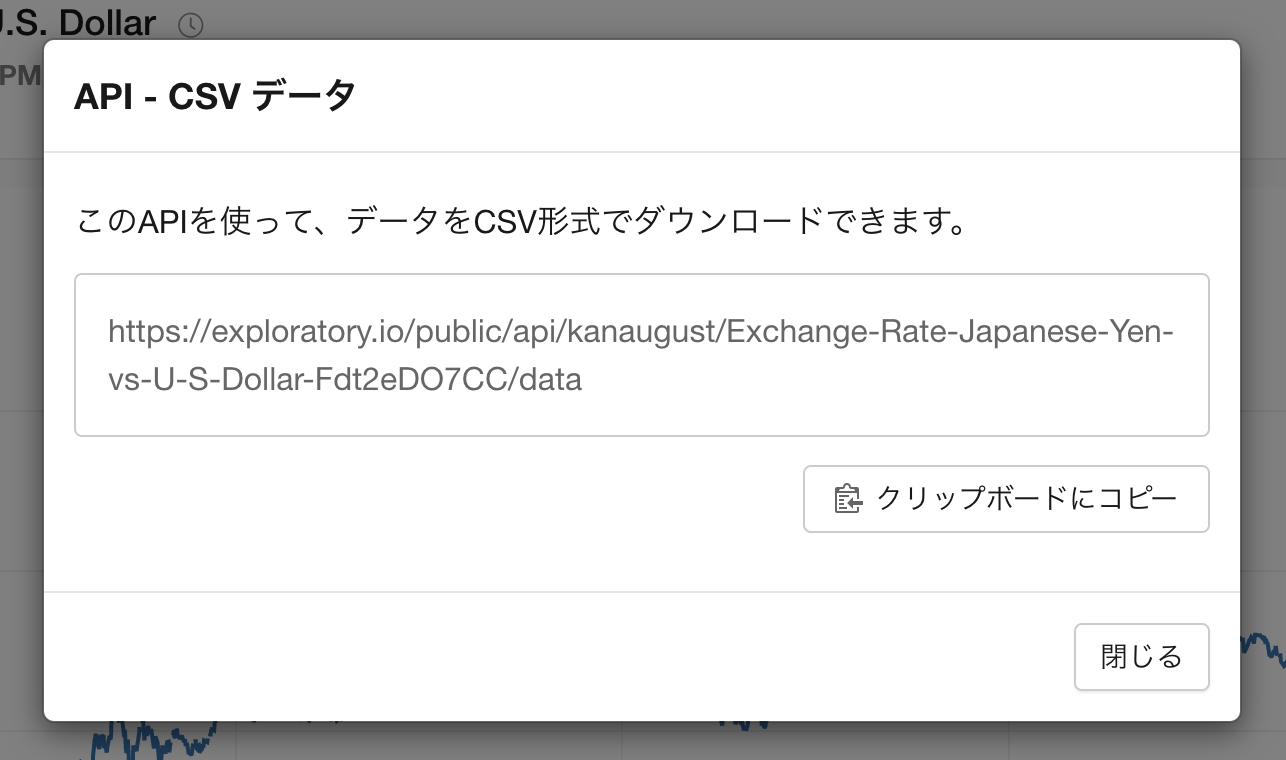 J.S. Dollar
PM
API - CSV データ
このAPIを使って、データをCSV形式でダウンロードできます。
https://exploratory.io/public/api/kanaugust/Exchange-Rate-Japanese-Yen-
vs-U-S-Dollar-Fdt2eDO7CC/data
クリップボードにコピー
閉じる